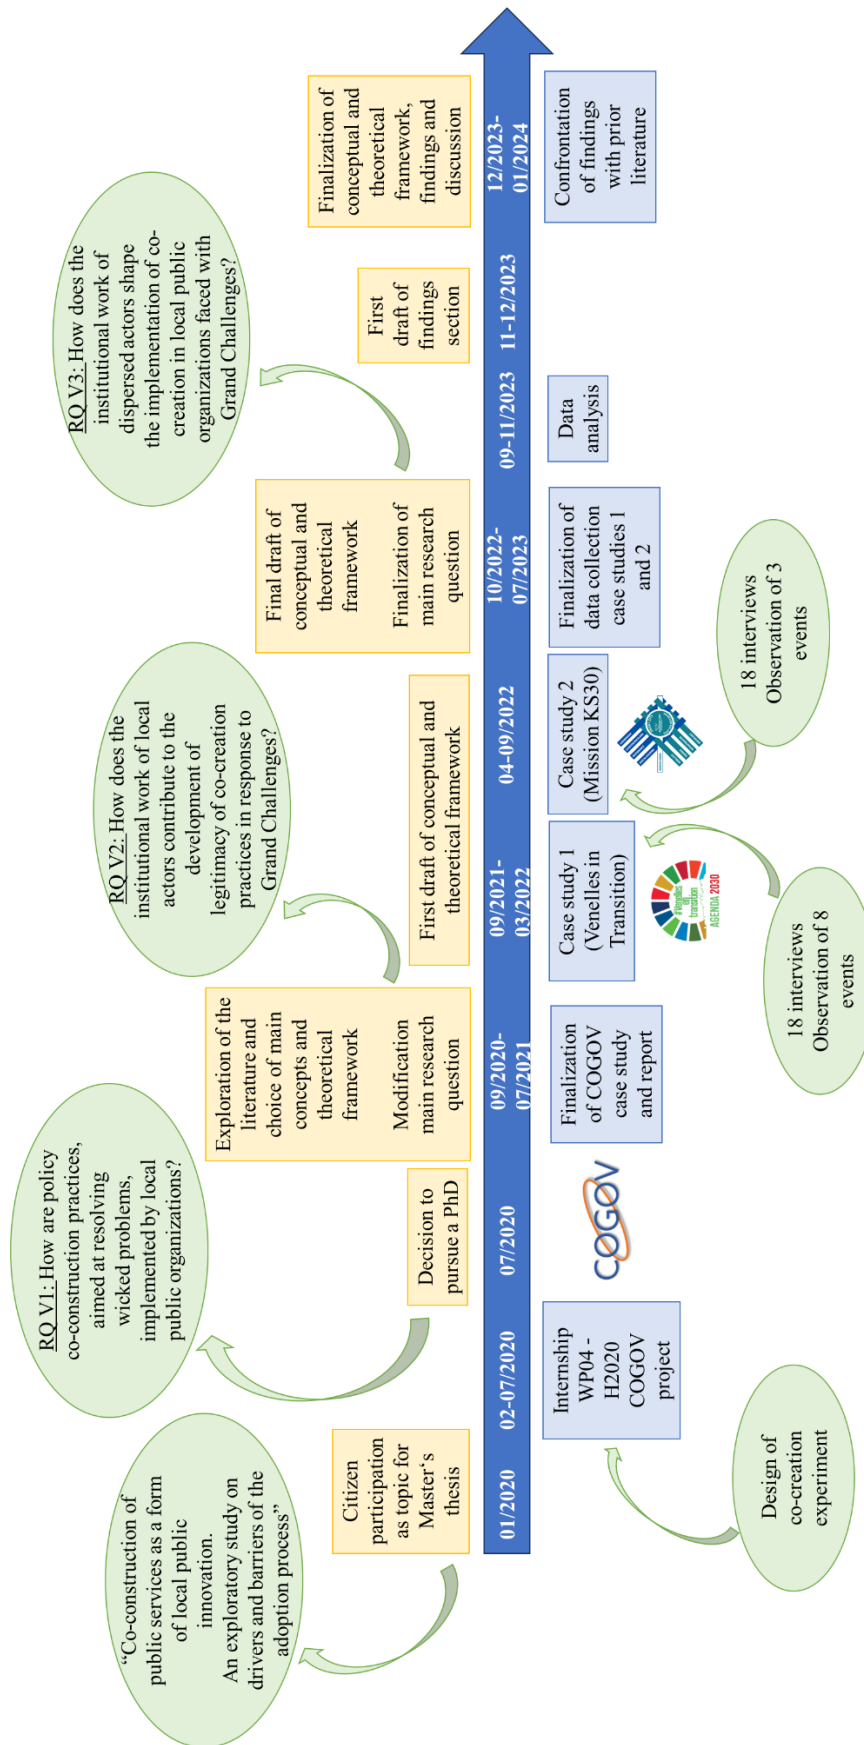 “Co-construction of
public services as a form
of local public
innovation.
An exploratory study on
drivers and barriers of the
adoption process”
RQ V1: How are policy
co-construction practices,
aimed at resolving
wicked problems,
implemented by local
public organizations?
RQ V2: How does the
institutional work of local
actors contribute to the
development of
legitimacy of co-creation
practices in response to
Grand Challenges?
RQ V3: How does the
institutional work of
dispersed actors shape
the implementation of co-
creation in local public
organizations faced with
Grand Challenges?
Citizen
participation
as topic for
Master‘s
thesis
Decision to
pursue a PhD
Exploration of the
literature and
choice of main
concepts and
theoretical
framework
Modification
main research
question
First draft of conceptual and
theoretical framework
Final draft of
conceptual and
theoretical
framework
Finalization of
main research
question
First
draft of
findings
section
Finalization of
conceptual and
theoretical
framework,
findings and
discussion
01/2020
02-07/2020
07/2020
09/2020-
07/2021
09/2021-
03/2022
04-09/2022
10/2022-
07/2023
09-11/2023
11-12/2023
12/2023-
01/2024
Internship
WP04 -
H2020
COGOV
project
COGOV
Finalization
of COGOV
case study
and report
Case study 1
(Venelles in
Transition)
#Venelles
en
transition
AGENDA 2030
Case study 2
(Mission KS30)
Finalization of
data collection
case studies 1
and 2
Data
analysis
Confrontation
of findings
with prior
literature
Design of
co-creation
experiment
18 interviews
Observation of 8
events
18 interviews
Observation of 3
events